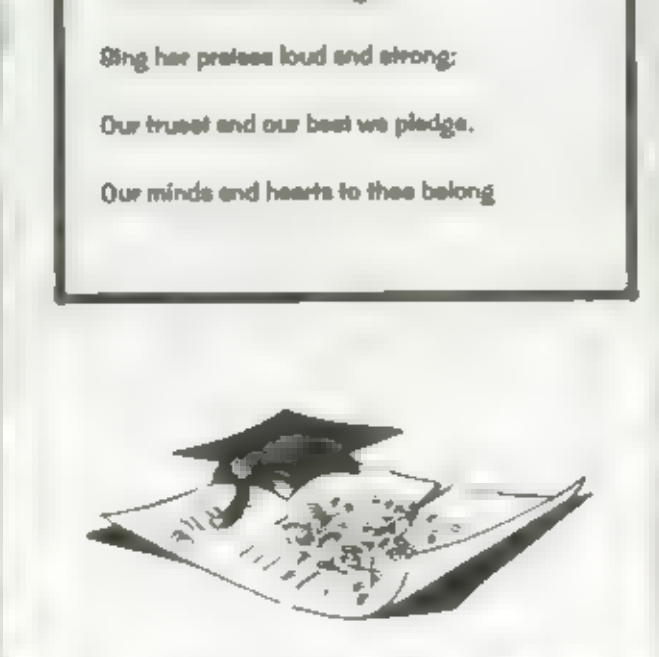 Sing her praises loud and strong;
Our truest and our best we pledge.
Our minds and hearts to thee belong